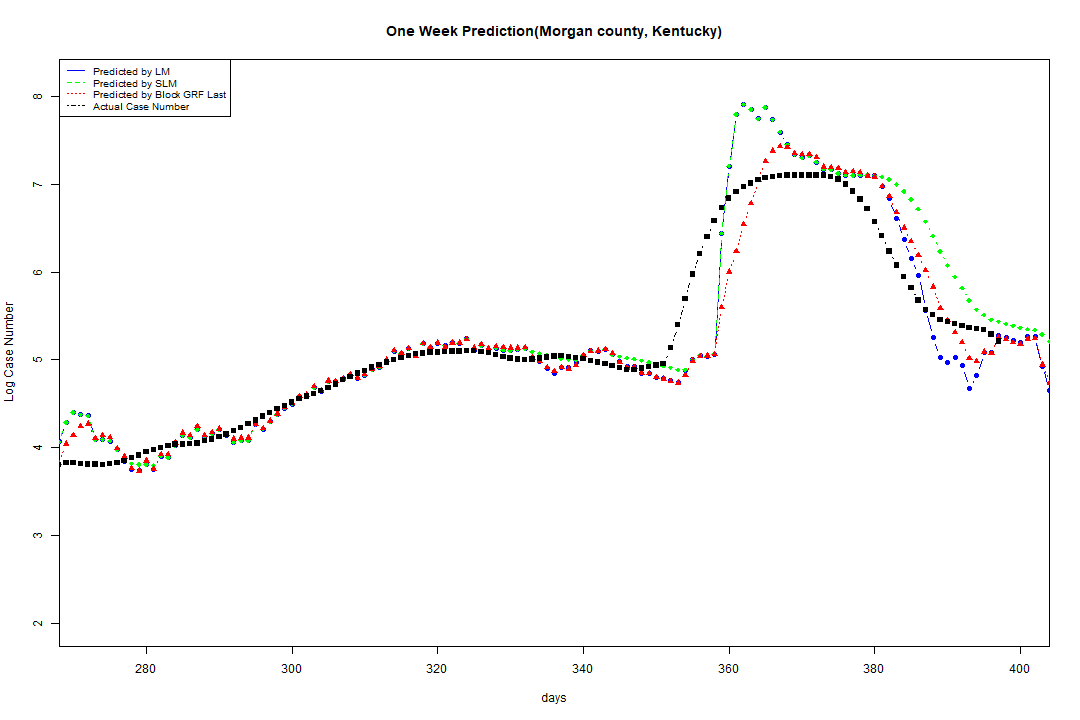 One Week Prediction(Morgan county, Kentucky)
Predicted by LM
Predicted by SLM
Predicted by Block GRF Last
Actual Case Number
Log Case Number
8
7
6
5
4
3
2
280 300 320 340 360 380 400
days